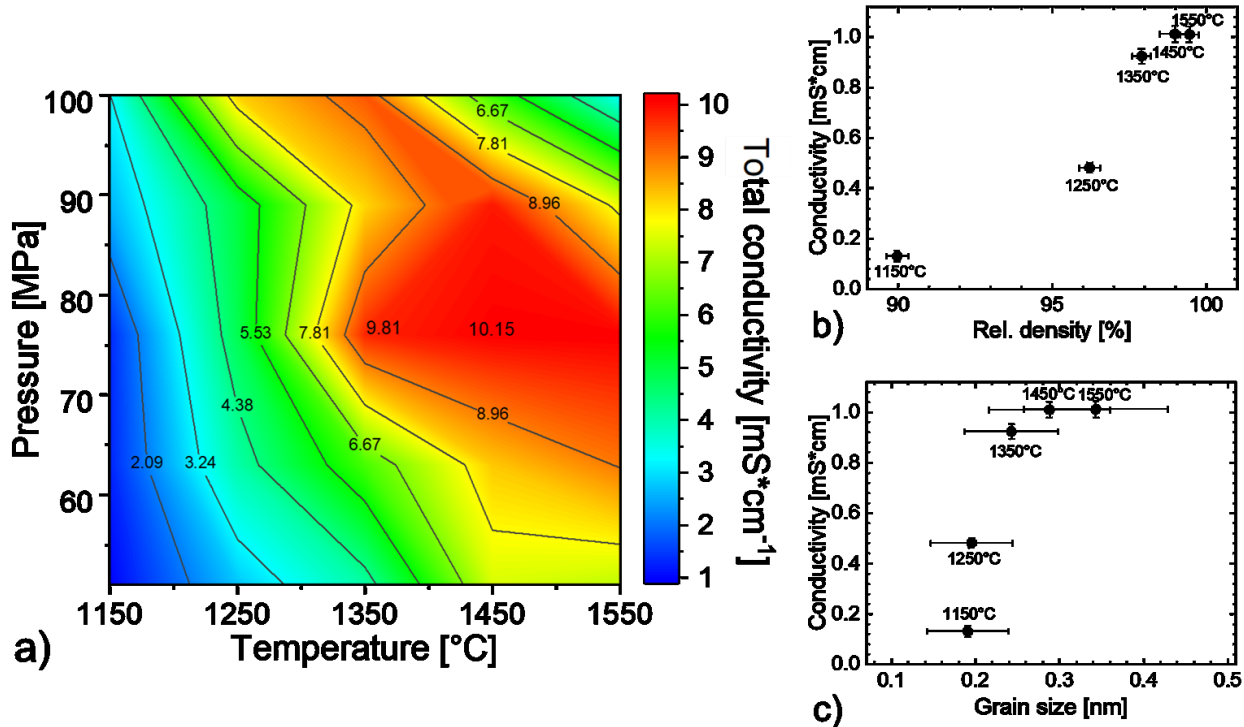 100
90
80
70
60
Pressure [MPa]
1150
1250
1350
1450
1550
Temperature [°C]
a)
2.09
3.24
4.38
5.53
7.81
6.67
9.81
10.15
8.96
8.96
7.81
6.67
10
9
8
7
6
5
4
3
2
1
Total conductivity [mS*cm-1]
1.0
0.8
0.6
0.4
0.2
0.0
Conductivity [mS*cm]
1550°C
1450°C
1350°C
1250°C
1150°C
90
95
100
Rel. density [%]
b)
1.0
0.8
0.6
0.4
0.2
0.0
Conductivity [mS*cm]
1450°C
1550°C
1350°C
1250°C
1150°C
0.1
0.2
0.3
0.4
0.5
Grain size [nm]
c)